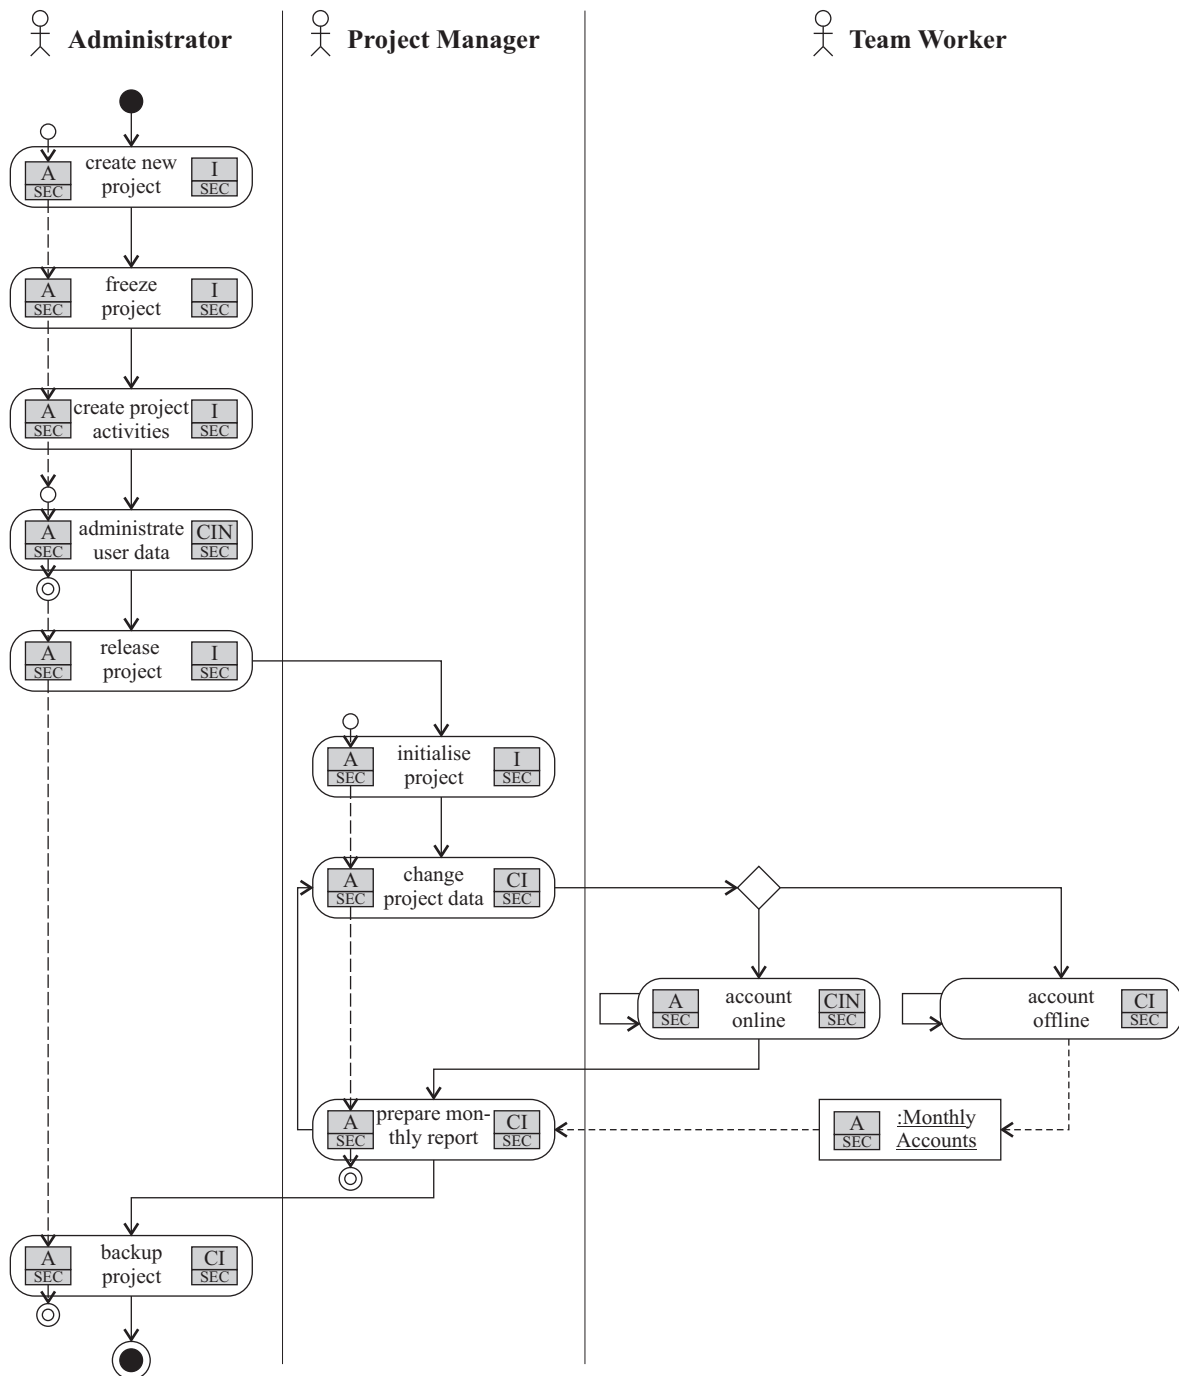 Administrator
Project Manager
Team Worker
A
SEC
create new
project
I
SEC
A
SEC
freeze
project
I
SEC
A
SEC
create project
activities
I
SEC
A
SEC
administrate
user data
CIN
SEC
A
SEC
release
project
I
SEC
A
SEC
initialise
project
I
SEC
A
SEC
change
project data
CI
SEC
A
SEC
account
online
CIN
SEC
account
offline
CI
SEC
A
SEC
prepare mon-
thly report
CI
SEC
A
SEC
:Monthly
Accounts
A
SEC
backup
project
CI
SEC